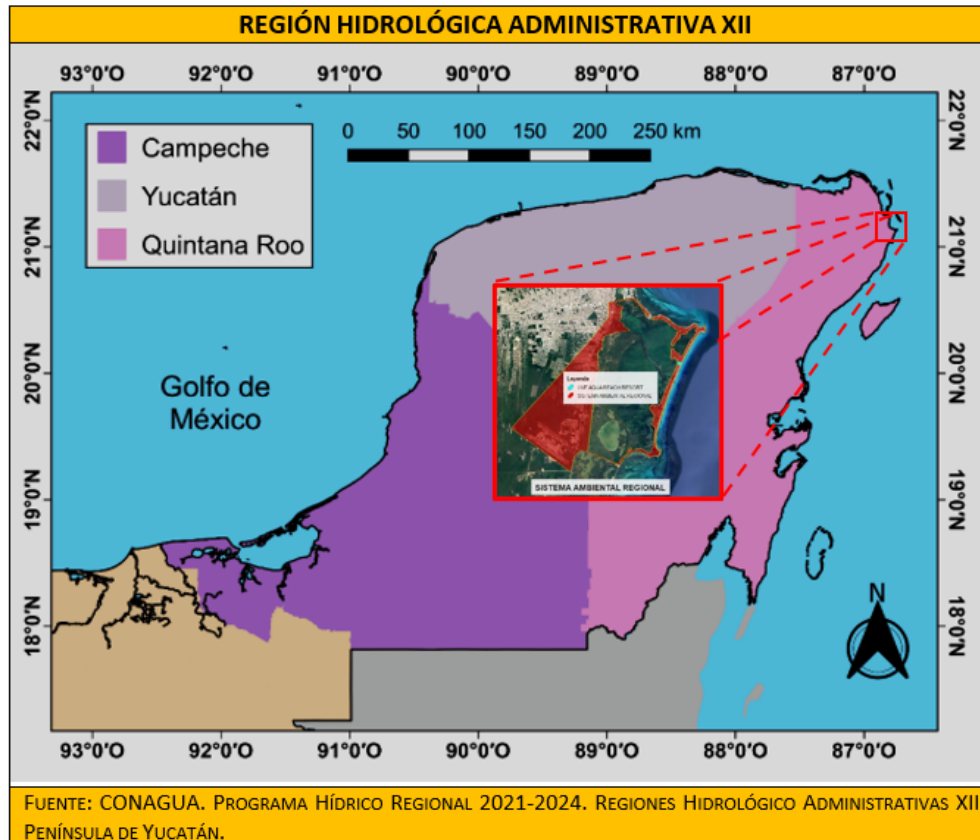 REGIÓN HIDROLÓGICA ADMINISTRATIVA XII
93°0'O 92°0'O 91°0'O 90°0'O 89°0'O 88°0'O 87°0'O
22°0'N
22°0'N
0 50 100 150 200 250 km
Campeche
Yucatán
Quintana Roo
21°0'N
21°0'N
20°0'N
20°0'N
Golfo de
México
Leyenda
SISTEMA AMBIENTAL REGIONAL
SISTEMA AMBIENTAL REGIONAL
19°0'N
19°0'N
18°0'N
18°0'N
N
93°0'O 92°0'O 91°0'O 90°0'O 89°0'O 88°0'O 87°0'O
FUENTE: CONAGUA. PROGRAMA HÍDRICO REGIONAL 2021-2024. REGIONES HIDROLÓGICO ADMINISTRATIVAS XII
PENÍNSULA DE YUCATÁN.